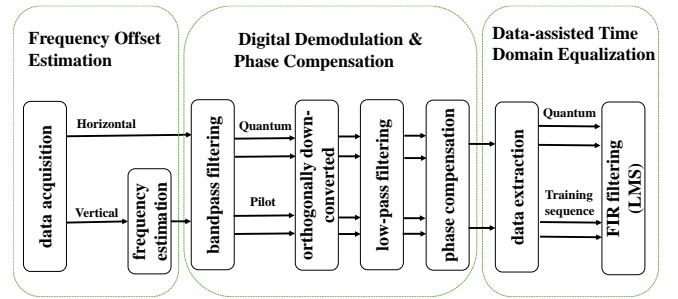 Frequency Offset
Estimation
Digital Demodulation &
Phase Compensation
Data-assisted Time
Domain Equalization
data acquisition
Horizontal
Vertical
frequency
estimation
bandpass filtering
Quantum
Pilot
orthogonally down-
converted
low-pass filtering
phase compensation
data extraction
Quantum
Training
sequence
FIR filtering
(LMS)